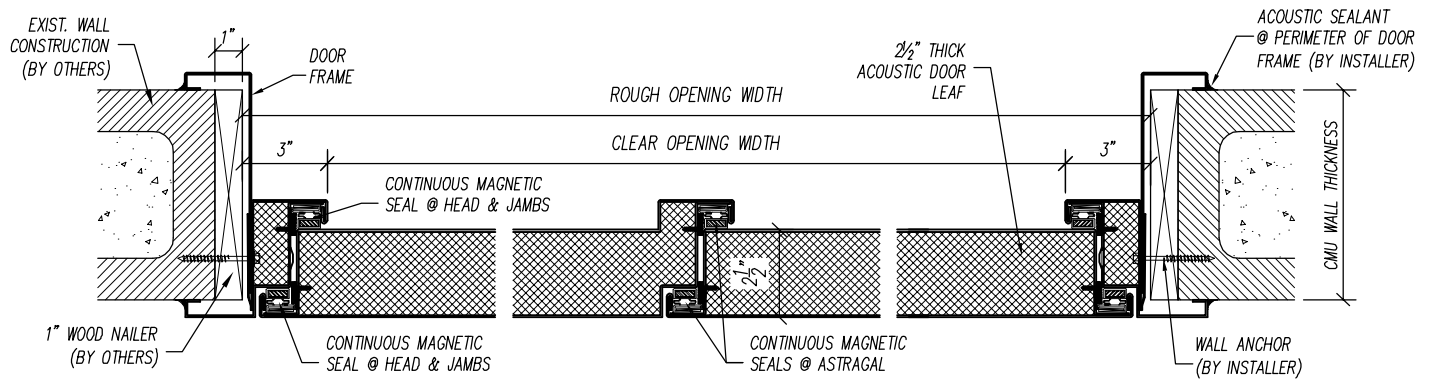 EXIST. WALL
CONSTRUCTION
(BY OTHERS)
1"
DOOR
FRAME
2½" THICK
ACOUSTIC DOOR
LEAF
ACOUSTIC SEALANT
@ PERIMETER OF DOOR
FRAME (BY INSTALLER)
ROUGH OPENING WIDTH
CLEAR OPENING WIDTH
3"
3"
CONTINUOUS MAGNETIC
SEAL @ HEAD & JAMBS
2½"
CMU WALL THICKNESS
1" WOOD NAILER
(BY OTHERS)
CONTINUOUS MAGNETIC
SEAL @ HEAD & JAMBS
CONTINUOUS MAGNETIC
SEALS @ ASTRAGAL
WALL ANCHOR
(BY INSTALLER)